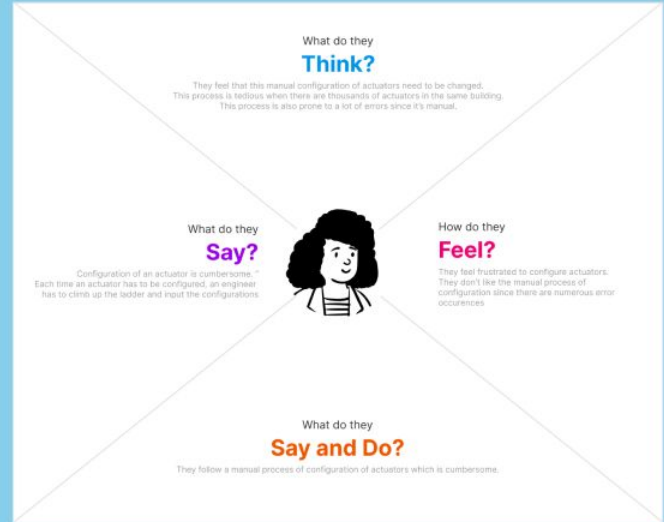 What do they
Think?
They feel that this manual configuration of actuators need to be changed.
This process is tedious when there are thousands of actuators in the same building.
This process is also prone to a lot of errors since it's manual.
What do they
Say?
Configuration of an actuator is cumbersome. "
Each time an actuator has to be configured, an engineer
has to climb up the ladder and input the configurations
How do they
Feel?
They feel frustrated to configure actuators.
They don't like the manual process of
configuration since there are numerous error
occurences
What do they
Say and Do?
They follow a manual process of configuration of actuators which is cumbersome.